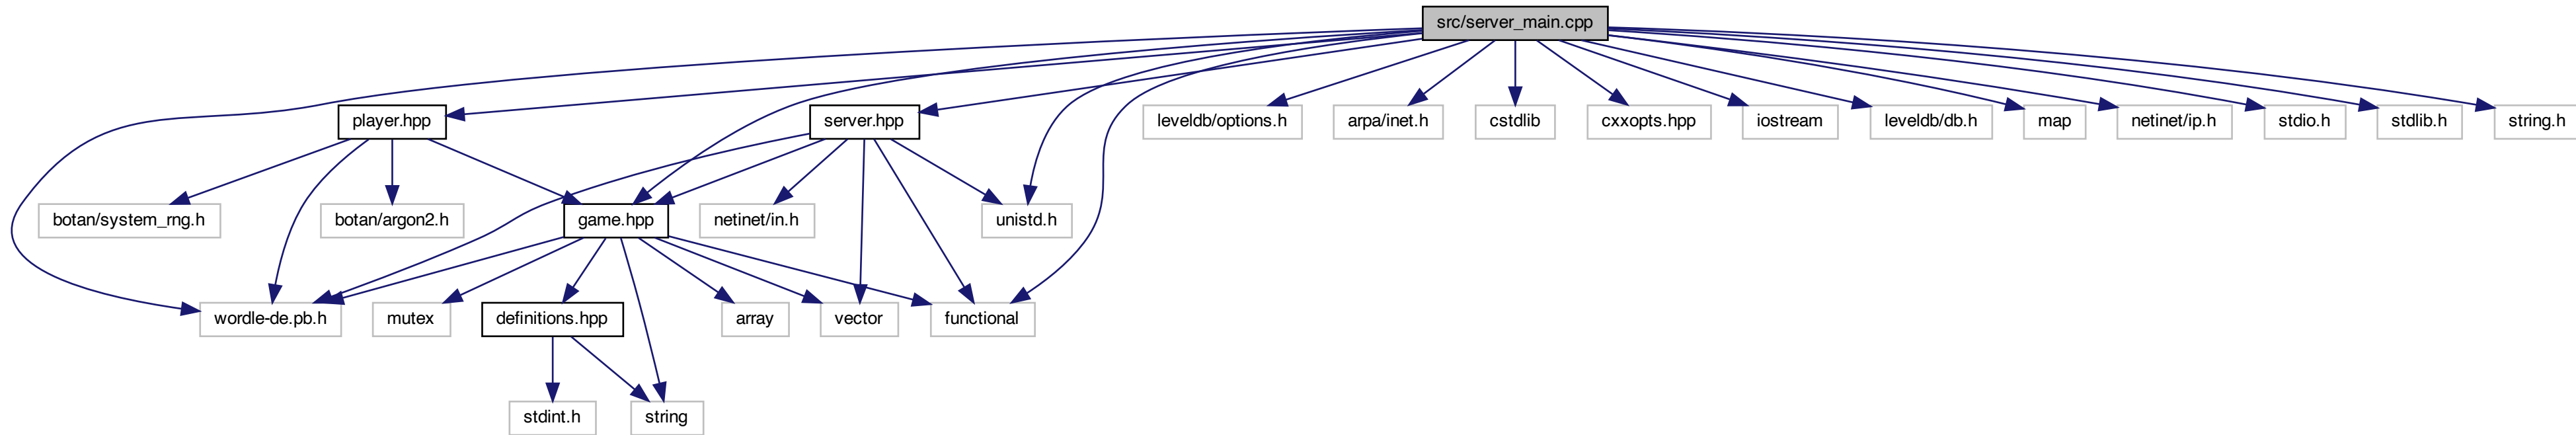 src/server_main.cpp
player.hpp
server.hpp
leveldb/options.h
arpa/inet.h
cstdlib
cxxopts.hpp
iostream
leveldb/db.h
map
netinet/ip.h
stdio.h
stdlib.h
string.h
botan/system_rng.h
botan/argon2.h
game.hpp
netinet/in.h
unistd.h
wordle-de.pb.h
mutex
definitions.hpp
array
vector
functional
stdint.h
string